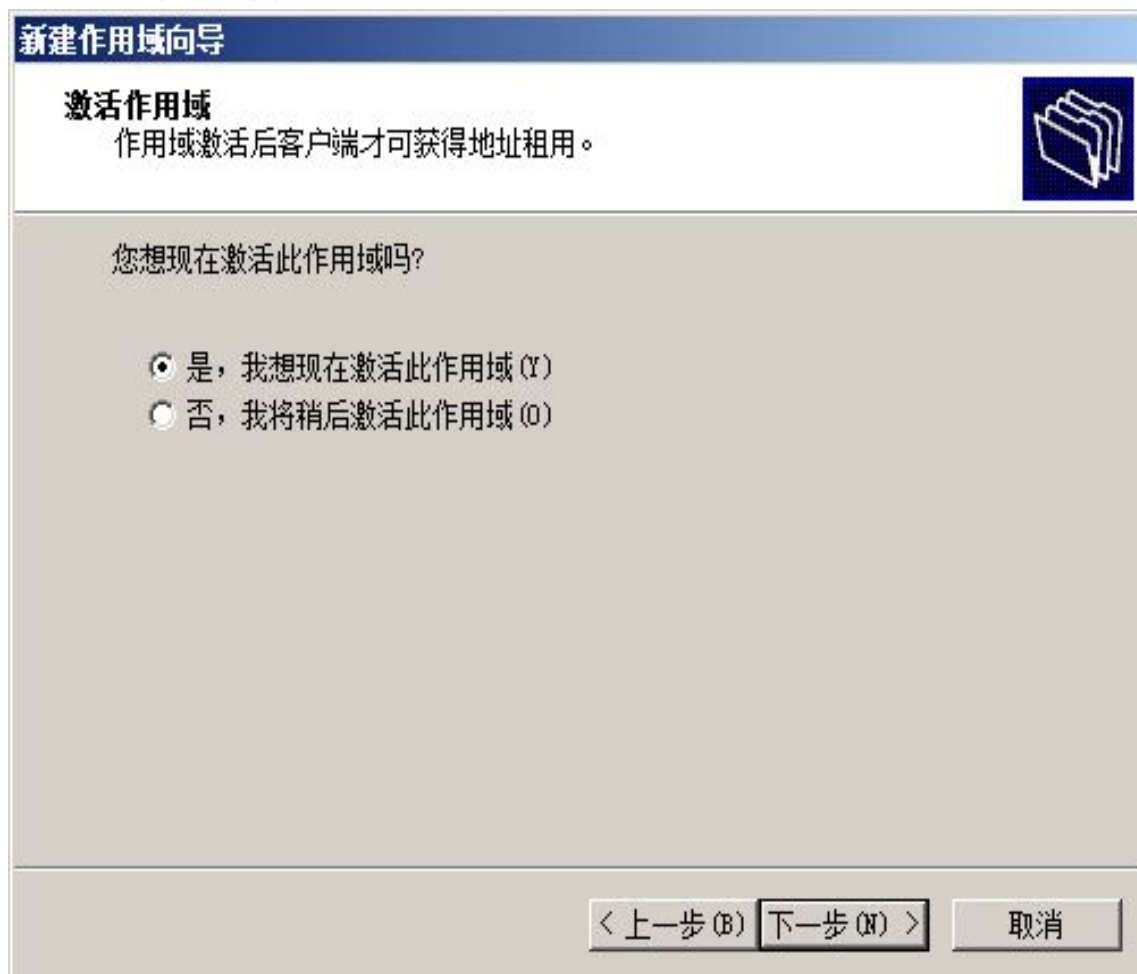 新建作用域向导
激活作用域
作用域激活后客户端才可获得地址租用。
您想现在激活此作用域吗?
是，我想现在激活此作用域(Y)
否，我将稍后激活此作用域(O)
< 上一步(B) 下一步(N) > 取消